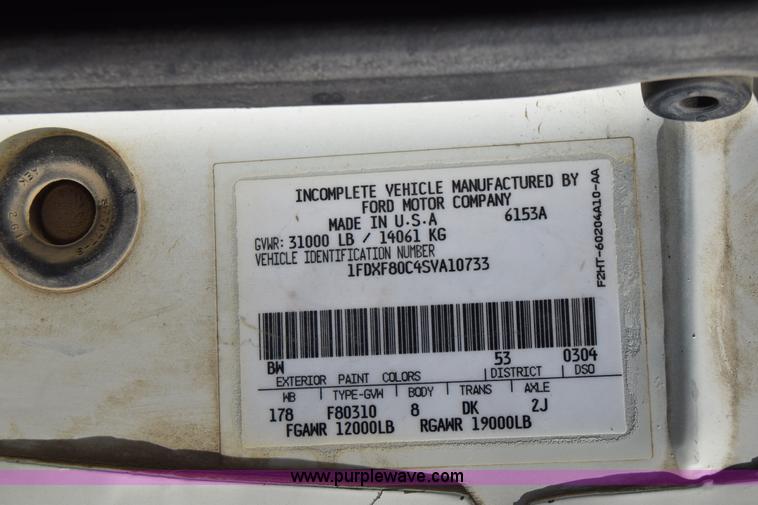 INCOMPLETE VEHICLE MANUFACTURED BY
FORD MOTOR COMPANY
MADE IN U.S.A 6153A
GVWR: 31000 LB / 14061 KG
VEHICLE IDENTIFICATION NUMBER
1FDXF80C4SVA10733
F2HT-60204A10-AA
BW 53 0304
EXTERIOR PAINT COLORS DISTRICT DSO
WB TYPE-GVW BODY TRANS AXLE
178 F80310 8 DK 2J
FGAWR 12000LB RGAWR 19000LB
www.purplewave.com